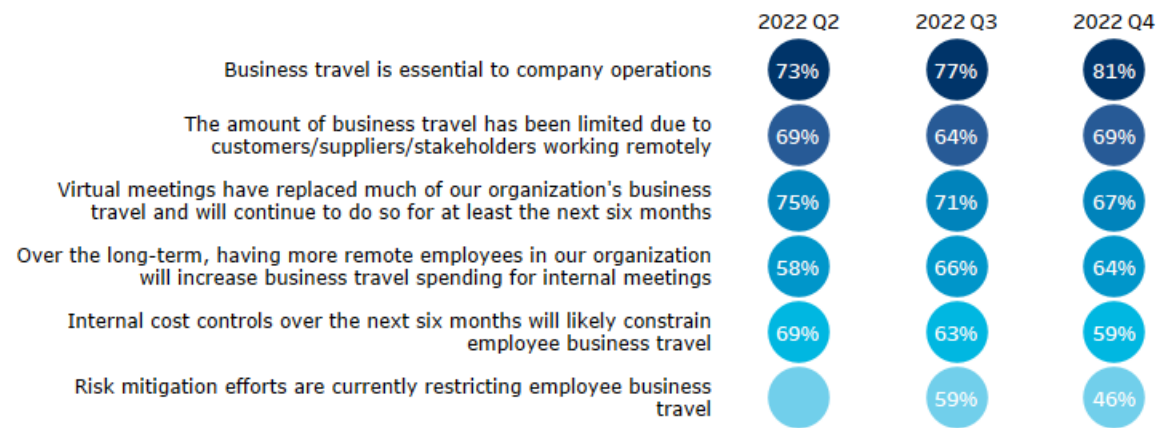 2022 Q2 2022 Q3 2022 Q4
Business travel is essential to company operations 73% 77% 81%
The amount of business travel has been limited due to
customers/suppliers/stakeholders working remotely 69% 64% 69%
Virtual meetings have replaced much of our organization's business
travel and will continue to do so for at least the next six months 75% 71% 67%
Over the long-term, having more remote employees in our organization
will increase business travel spending for internal meetings 58% 66% 64%
Internal cost controls over the next six months will likely constrain
employee business travel 69% 63% 59%
Risk mitigation efforts are currently restricting employee business
travel 59% 46%